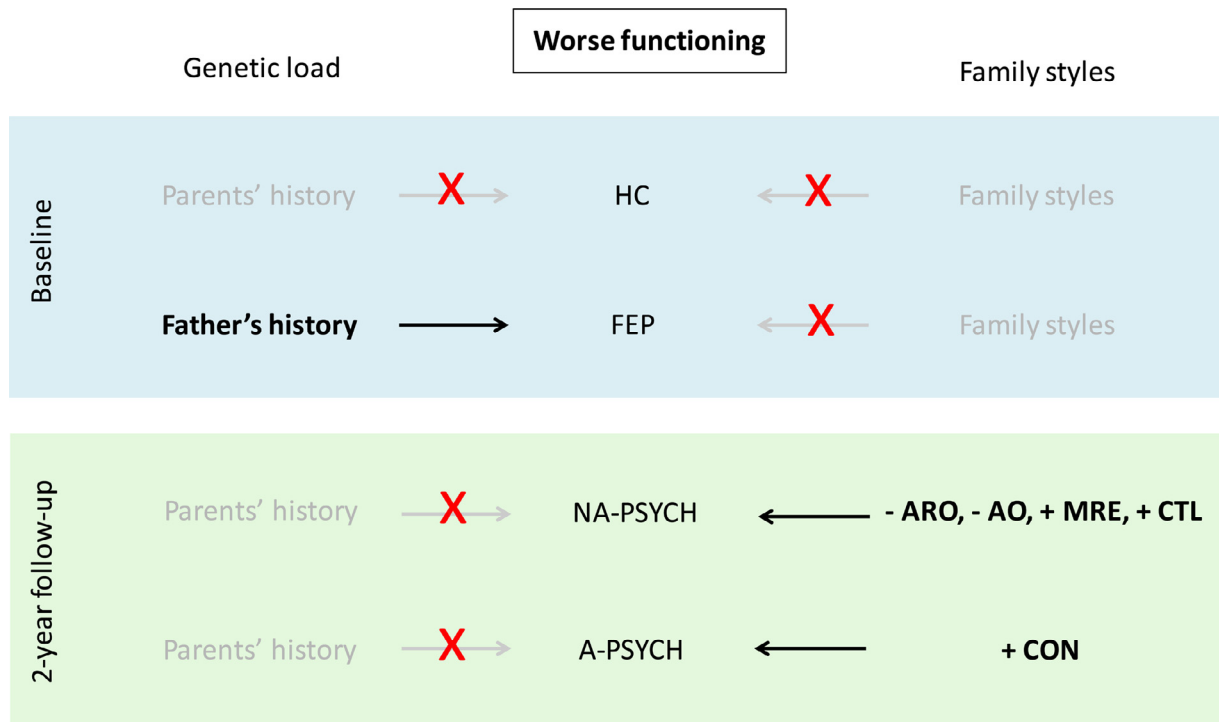 Worse functioning
Genetic load
Family styles
Baseline
Parents' history
X
HC
X
Family styles
Father's history
FEP
X
Family styles
2-year follow-up
Parents' history
X
NA-PSYCH
- ARO, - AO, + MRE, + CTL
Parents' history
X
A-PSYCH
+ CON